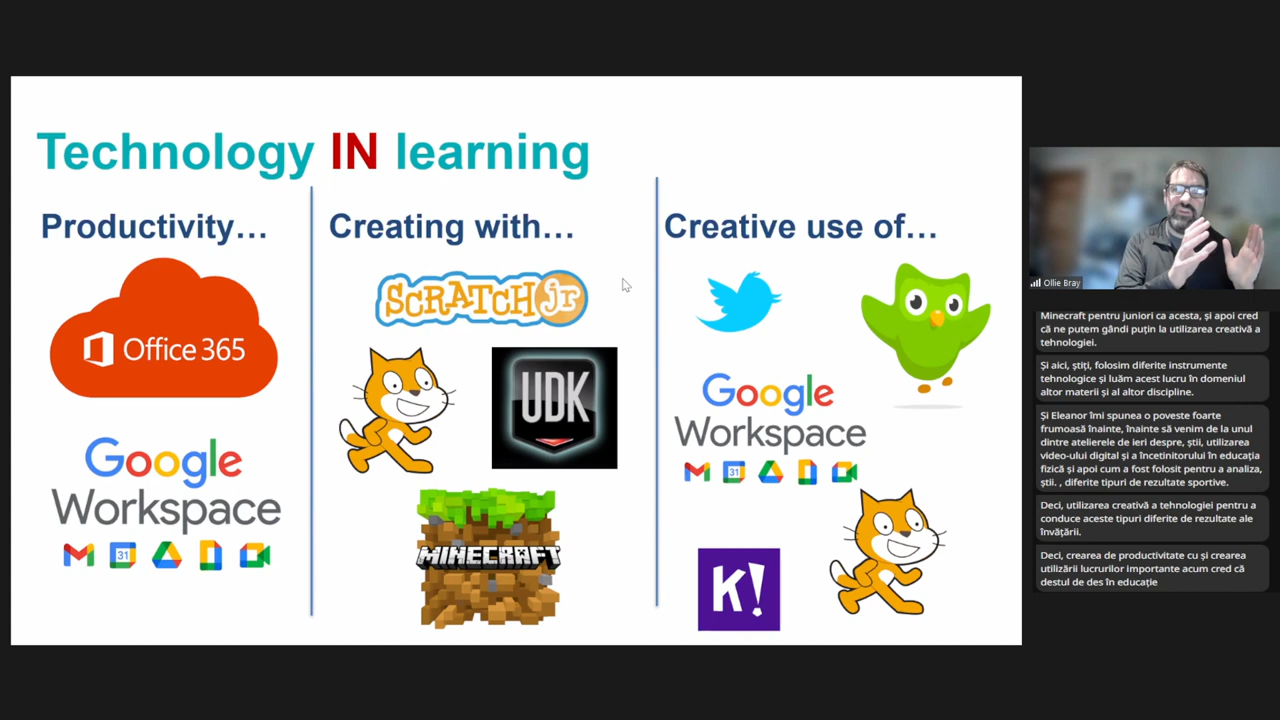 Technology IN learning
Productivity…
Creating with…
Creative use of…
Office 365
Google
Workspace
31
SCRATCH jr
UDK
MINECRAFT
Google
Workspace
31
K!
Ollie Bray
Minecraft pentru juniori ca acesta, și apoi cred
că ne putem gândi puțin la utilizarea creativă a
tehnologiei.
Și aici, știți, folosim diferite instrumente
tehnologice și luăm acest lucru în domeniul
altor materii și al altor discipline.
Și Eleanor îmi spunea o poveste foarte
frumoasă înainte, înainte să venim de la unul
dintre atelierele de ieri despre, știi, utilizarea
video-ului digital și a încetinitorului în educația
fizică și apoi cum a fost folosit pentru a analiza,
știi. , diferite tipuri de rezultate sportive.
Deci, utilizarea creativă a tehnologiei pentru a
conduce aceste tipuri diferite de rezultate ale
învățării.
Deci, crearea de productivitate cu și crearea
utilizării lucrurilor importante acum cred că
destul de des în educație